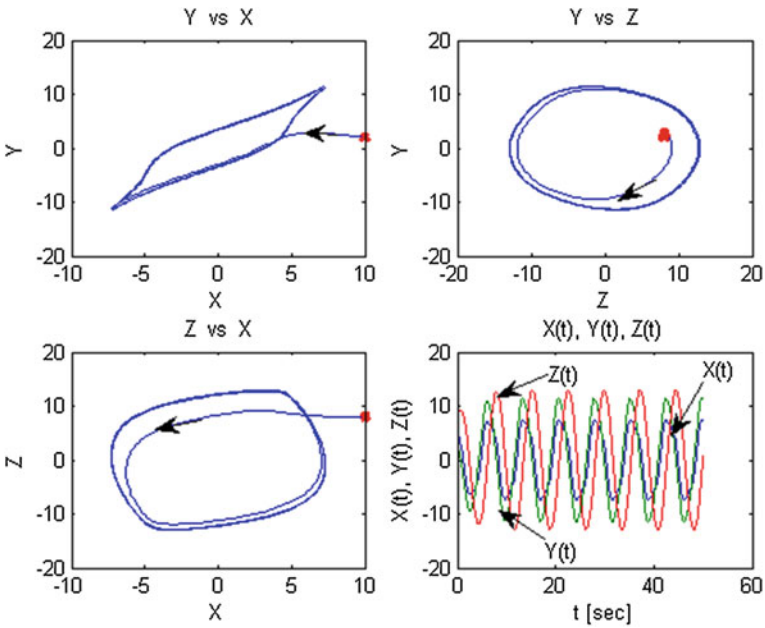 Y vs X
20
10
0
-10
-20
Y
-10 -5 0 5 10
X
Y vs Z
20
10
0
-10
-20
Y
-20 -10 0 10 20
Z
Z vs X
20
10
0
-10
-20
Z
-10 -5 0 5 10
X
X(t), Y(t), Z(t)
20
10
0
-10
-20
X(t), Y(t), Z(t)
Z(t)
X(t)
Y(t)
0 20 40 60
t [sec]